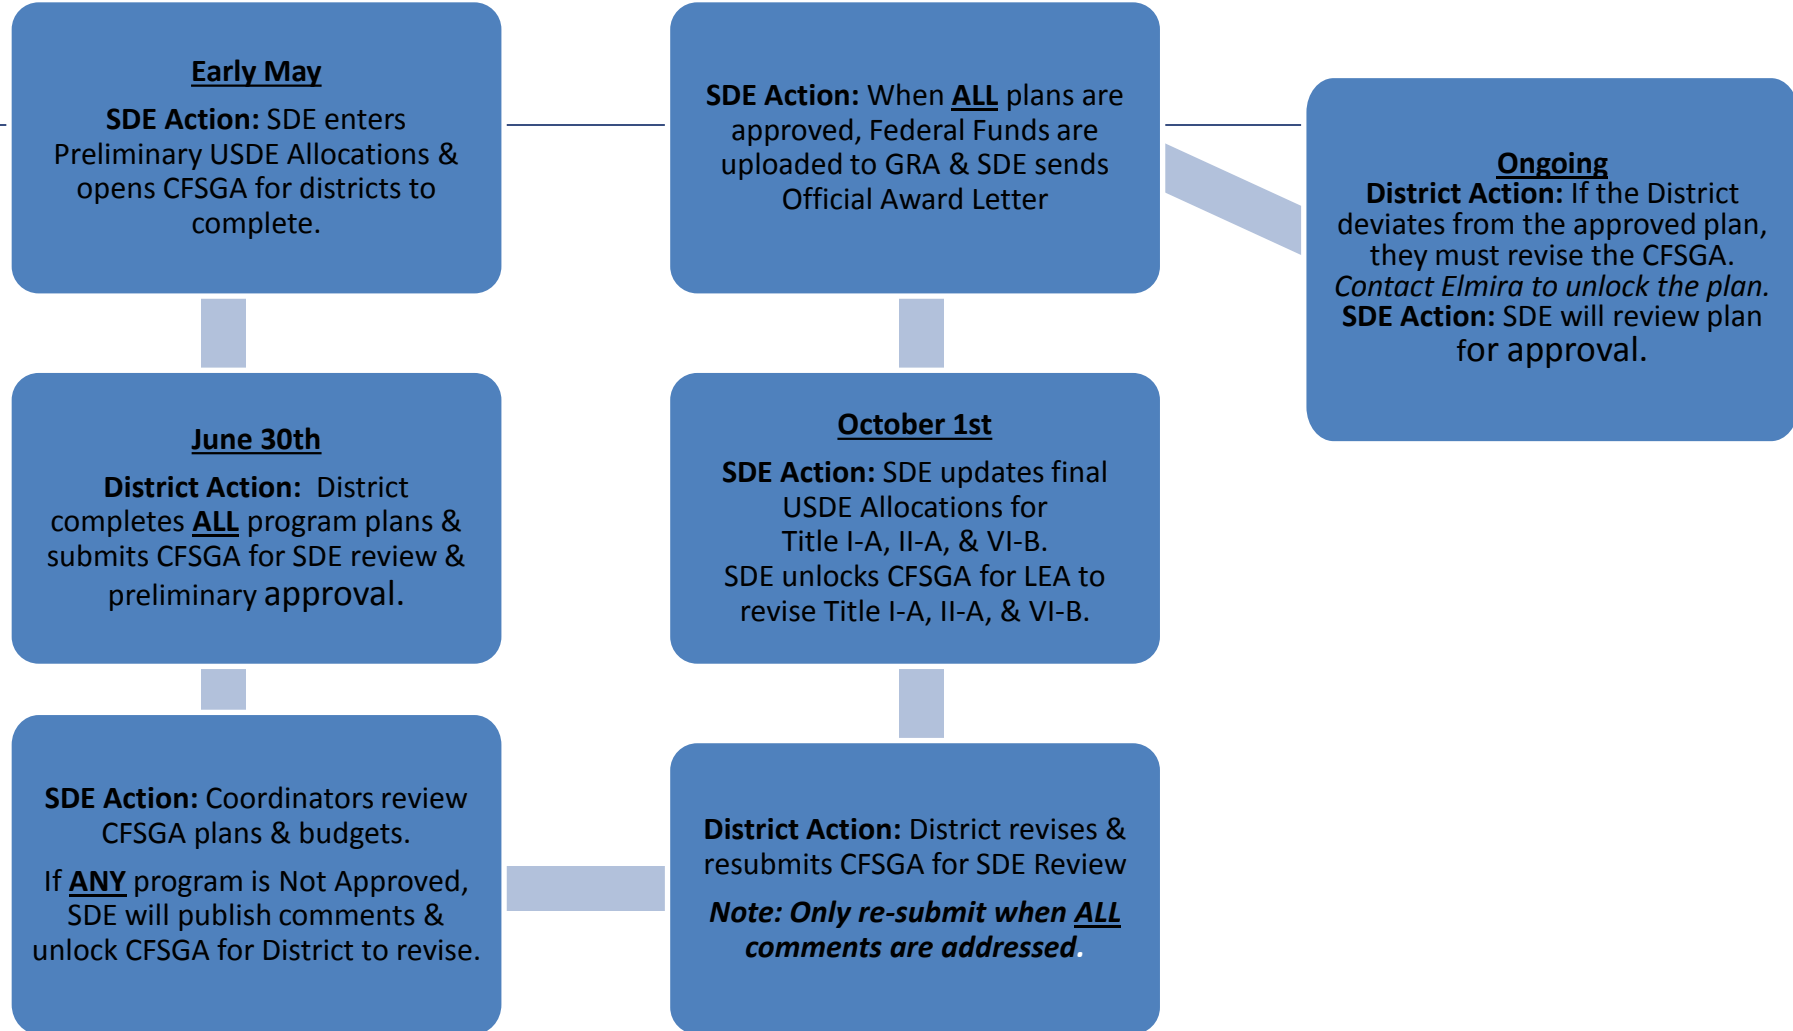 Early May
SDE Action: SDE enters
Preliminary USDE Allocations &
opens CFSGA for districts to
complete.
June 30th
District Action:  District
completes ALL program plans &
submits CFSGA for SDE review &
preliminary approval.
SDE Action: Coordinators review
CFSGA plans & budgets.
If ANY program is Not Approved,
SDE will publish comments &
unlock CFSGA for District to revise.
District Action: District revises &
resubmits CFSGA for SDE Review
Note: Only re-submit when ALL
comments are addressed.
October 1st
SDE Action: SDE updates final
USDE Allocations for
Title I-A, II-A, & VI-B.
SDE unlocks CFSGA for LEA to
revise Title I-A, II-A, & VI-B.
SDE Action: When ALL plans are
approved, Federal Funds are
uploaded to GRA & SDE sends
Official Award Letter
Ongoing
District Action: If the District
deviates from the approved plan,
they must revise the CFSGA.
Contact Elmira to unlock the plan.
SDE Action: SDE will review plan
for approval.